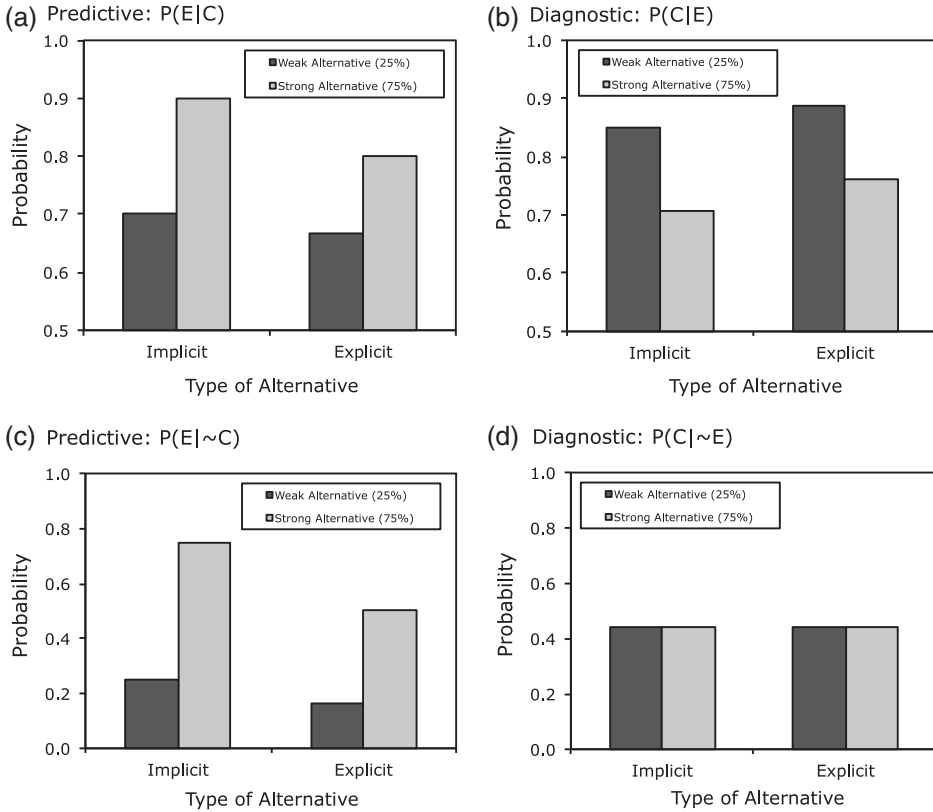 (a) Predictive: P(E|C)
1.0
0.9
0.8
0.7
0.6
0.5
Probability
Weak Alternative (25%)
Strong Alternative (75%)
Implicit Explicit
Type of Alternative
(b) Diagnostic: P(C|E)
1.0
0.9
0.8
0.7
0.6
0.5
Probability
Weak Alternative (25%)
Strong Alternative (75%)
Implicit Explicit
Type of Alternative
(c) Predictive: P(E|~C)
1.0
0.8
0.6
0.4
0.2
0.0
Probability
Weak Alternative (25%)
Strong Alternative (75%)
Implicit Explicit
Type of Alternative
(d) Diagnostic: P(C|~E)
1.0
0.8
0.6
0.4
0.2
0.0
Probability
Weak Alternative (25%)
Strong Alternative (75%)
Implicit Explicit
Type of Alternative